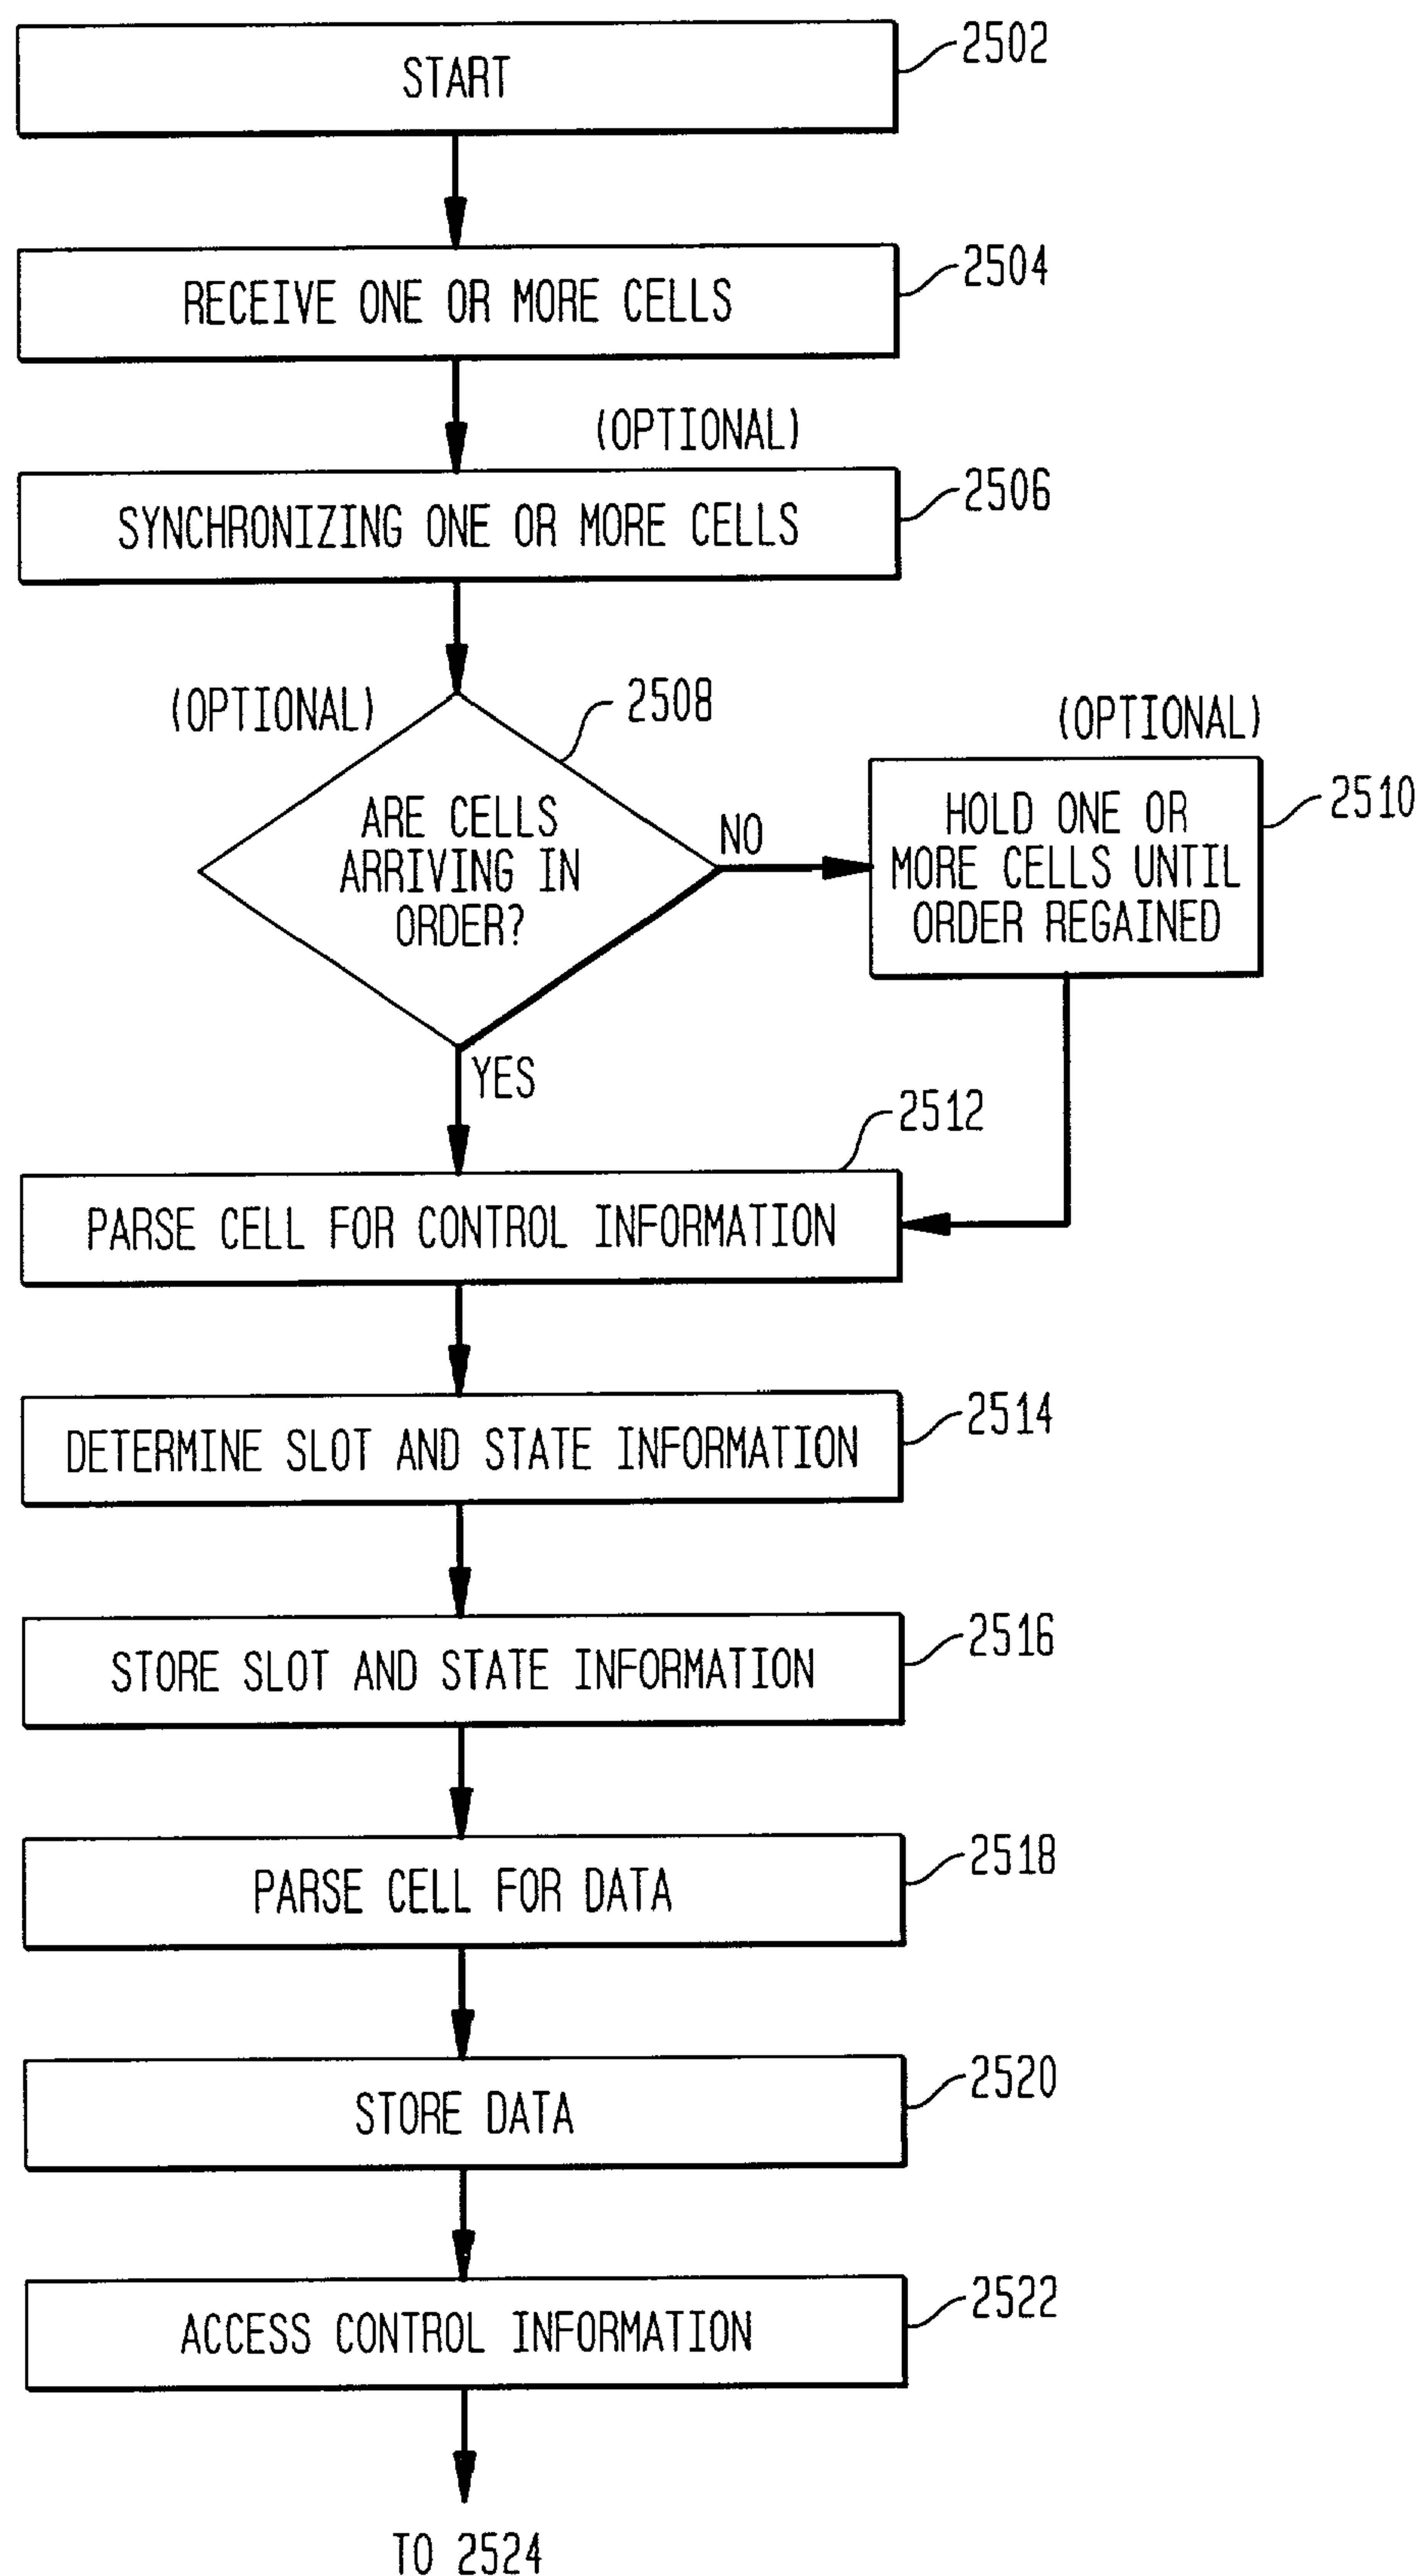 START
2502
RECEIVE ONE OR MORE CELLS
2504
(OPTIONAL)
SYNCHRONIZING ONE OR MORE CELLS
2506
(OPTIONAL)
2508
ARE CELLS
ARRIVING IN
ORDER?
NO
YES
(OPTIONAL)
HOLD ONE OR
MORE CELLS UNTIL
ORDER REGAINED
2510
2512
PARSE CELL FOR CONTROL INFORMATION
DETERMINE SLOT AND STATE INFORMATION
2514
STORE SLOT AND STATE INFORMATION
2516
PARSE CELL FOR DATA
2518
STORE DATA
2520
ACCESS CONTROL INFORMATION
2522
TO 2524